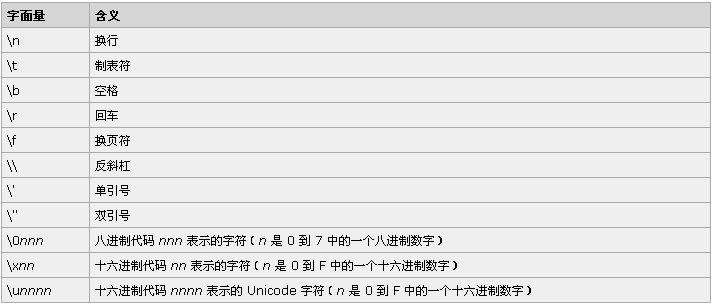 字面量 含义
\n 换行
\t 制表符
\b 空格
\r 回车
\f 换页符
\\ 反斜杠
\' 单引号
\" 双引号
\0nnn 八进制代码 nnn 表示的字符（n 是 0 到 7 中的一个八进制数字）
\xnn 十六进制代码 nn 表示的字符（n 是 0 到 F 中的一个十六进制数字）
\unnnn 十六进制代码 nnnn 表示的 Unicode 字符（n 是 0 到 F 中的一个十六进制数字）